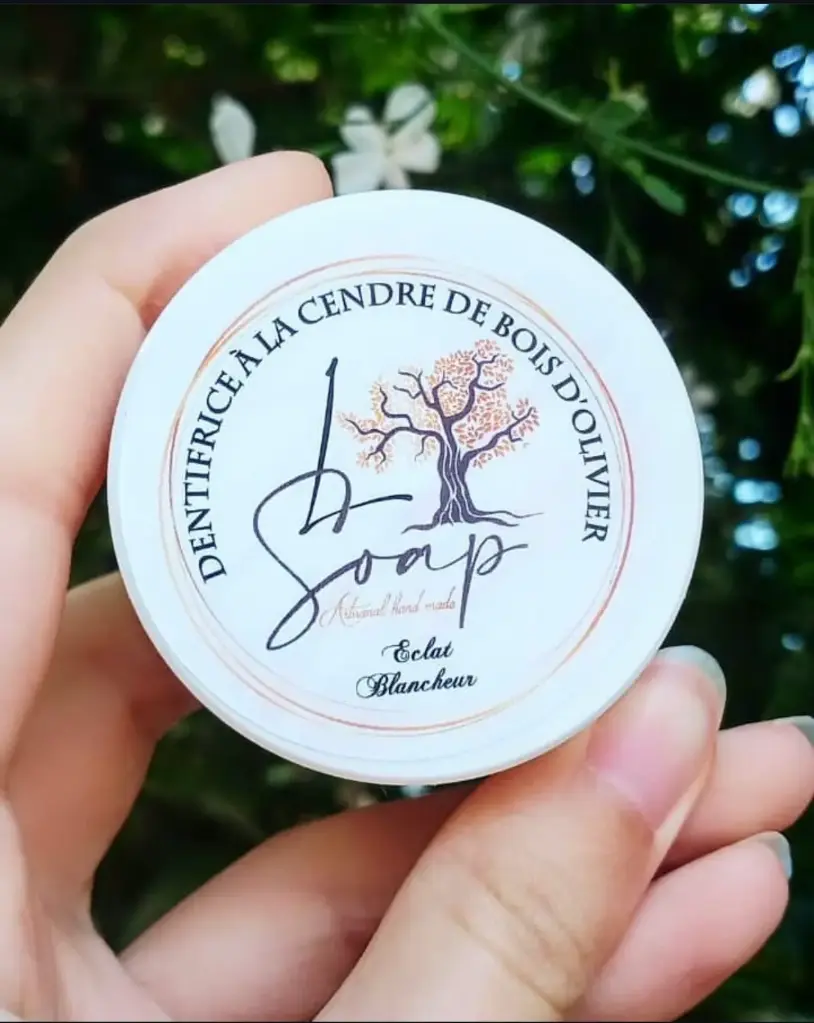 DENTIFRICE À LA CENDRE DE BOIS D'OLIVIER
Soap
Artisanal hand made
Eclat
Blancheur